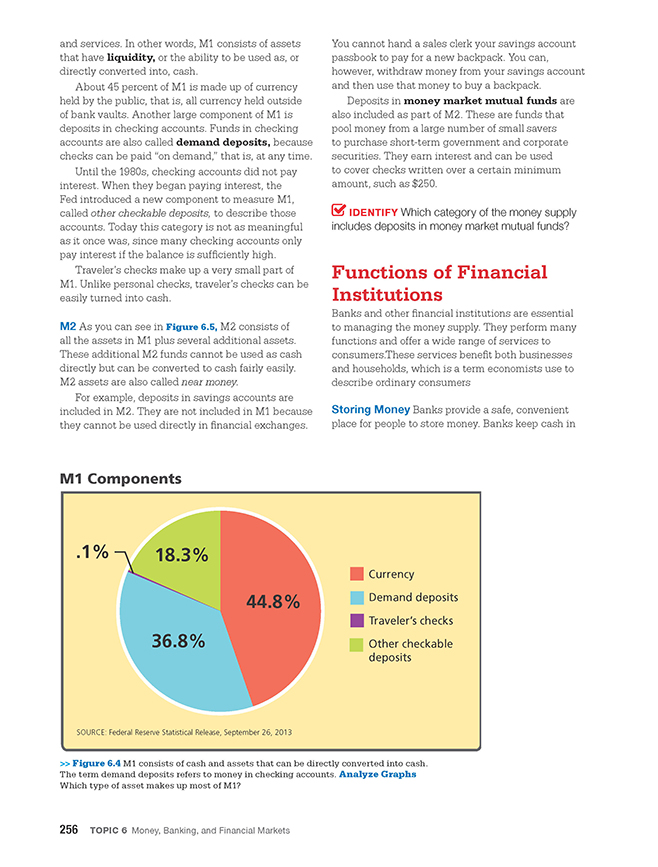 and services. In other words, M1 consists of assets
that have liquidity, or the ability to be used as, or
directly converted into, cash.
About 45 percent of M1 is made up of currency
held by the public, that is, all currency held outside
of bank vaults. Another large component of M1 is
deposits in checking accounts. Funds in checking
accounts are also called demand deposits, because
checks can be paid “on demand,” that is, at any time.
Until the 1980s, checking accounts did not pay
interest. When they began paying interest, the
Fed introduced a new component to measure M1,
called other checkable deposits, to describe those
accounts. Today this category is not as meaningful
as it once was, since many checking accounts only
pay interest if the balance is sufficiently high.
Traveler’s checks make up a very small part of
M1. Unlike personal checks, traveler’s checks can be
easily turned into cash.
M2 As you can see in Figure 6.5, M2 consists of
all the assets in M1 plus several additional assets.
These additional M2 funds cannot be used as cash
directly but can be converted to cash fairly easily.
M2 assets are also called near money.
For example, deposits in savings accounts are
included in M2. They are not included in M1 because
they cannot be used directly in financial exchanges.
You cannot hand a sales clerk your savings account
passbook to pay for a new backpack. You can,
however, withdraw money from your savings account
and then use that money to buy a backpack.
Deposits in money market mutual funds are
also included as part of M2. These are funds that
pool money from a large number of small savers
to purchase short-term government and corporate
securities. They earn interest and can be used
to cover checks written over a certain minimum
amount, such as $250.
IDENTIFY Which category of the money supply
includes deposits in money market mutual funds?
Functions of Financial
Institutions
Banks and other financial institutions are essential
to managing the money supply. They perform many
functions and offer a wide range of services to
consumers.These services benefit both businesses
and households, which is a term economists use to
describe ordinary consumers
Storing Money Banks provide a safe, convenient
place for people to store money. Banks keep cash in
M1 Components
.1%
18.3%
44.8%
36.8%
Currency
Demand deposits
Traveler’s checks
Other checkable
deposits
SOURCE: Federal Reserve Statistical Release, September 26, 2013
>> Figure 6.4 M1 consists of cash and assets that can be directly converted into cash.
The term demand deposits refers to money in checking accounts. Analyze Graphs
Which type of asset makes up most of M1?
256 TOPIC 6 Money, Banking, and Financial Markets